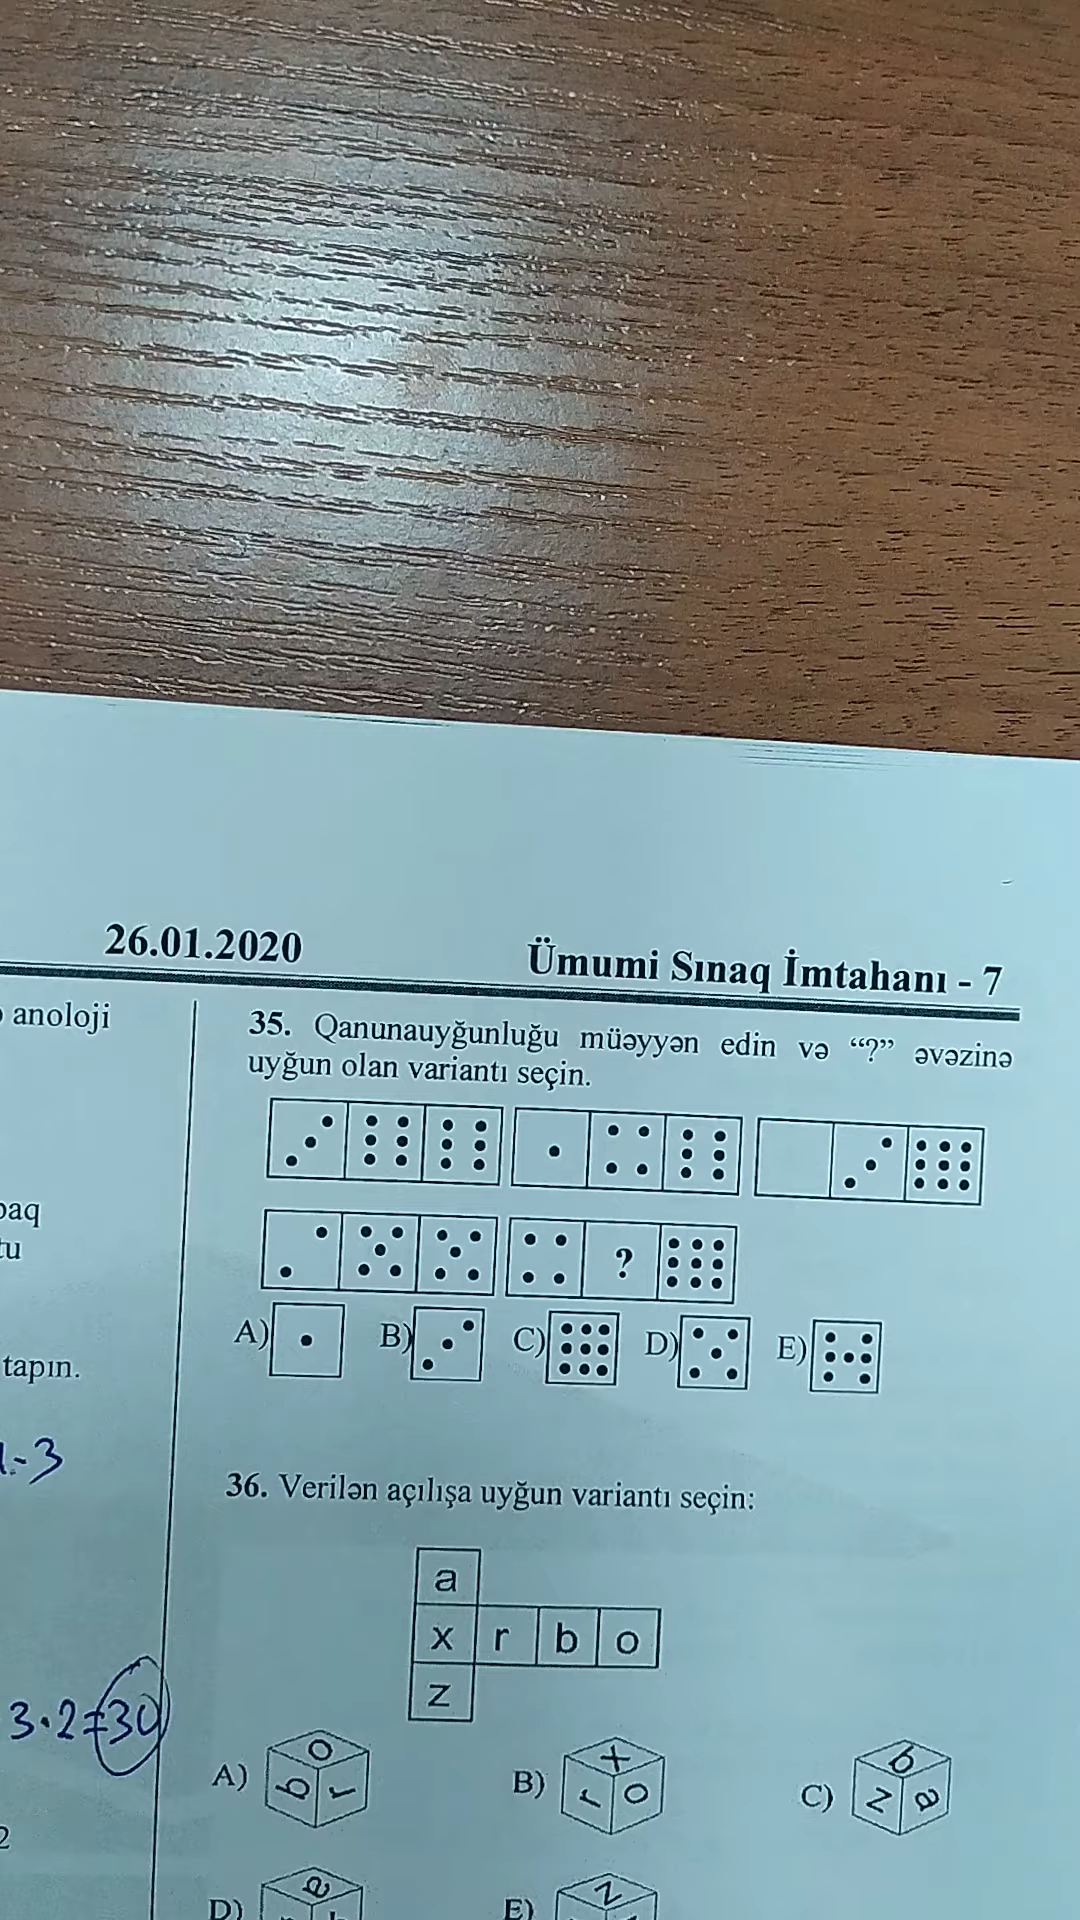 26.01.2020 Ümumi Sınaq İmtahanı - 7
anoloji
35. Qanunauyğunluğu müəyyən edin və “?” əvəzinə
uyğun olan variantı seçin.
?
A) B) C) D) E)
tapın.
36. Verilən açılışa uyğun variantı seçin:
a
x r b o
z
3·2=30
A) o b r B) x r o C) b z a
D) a E) z